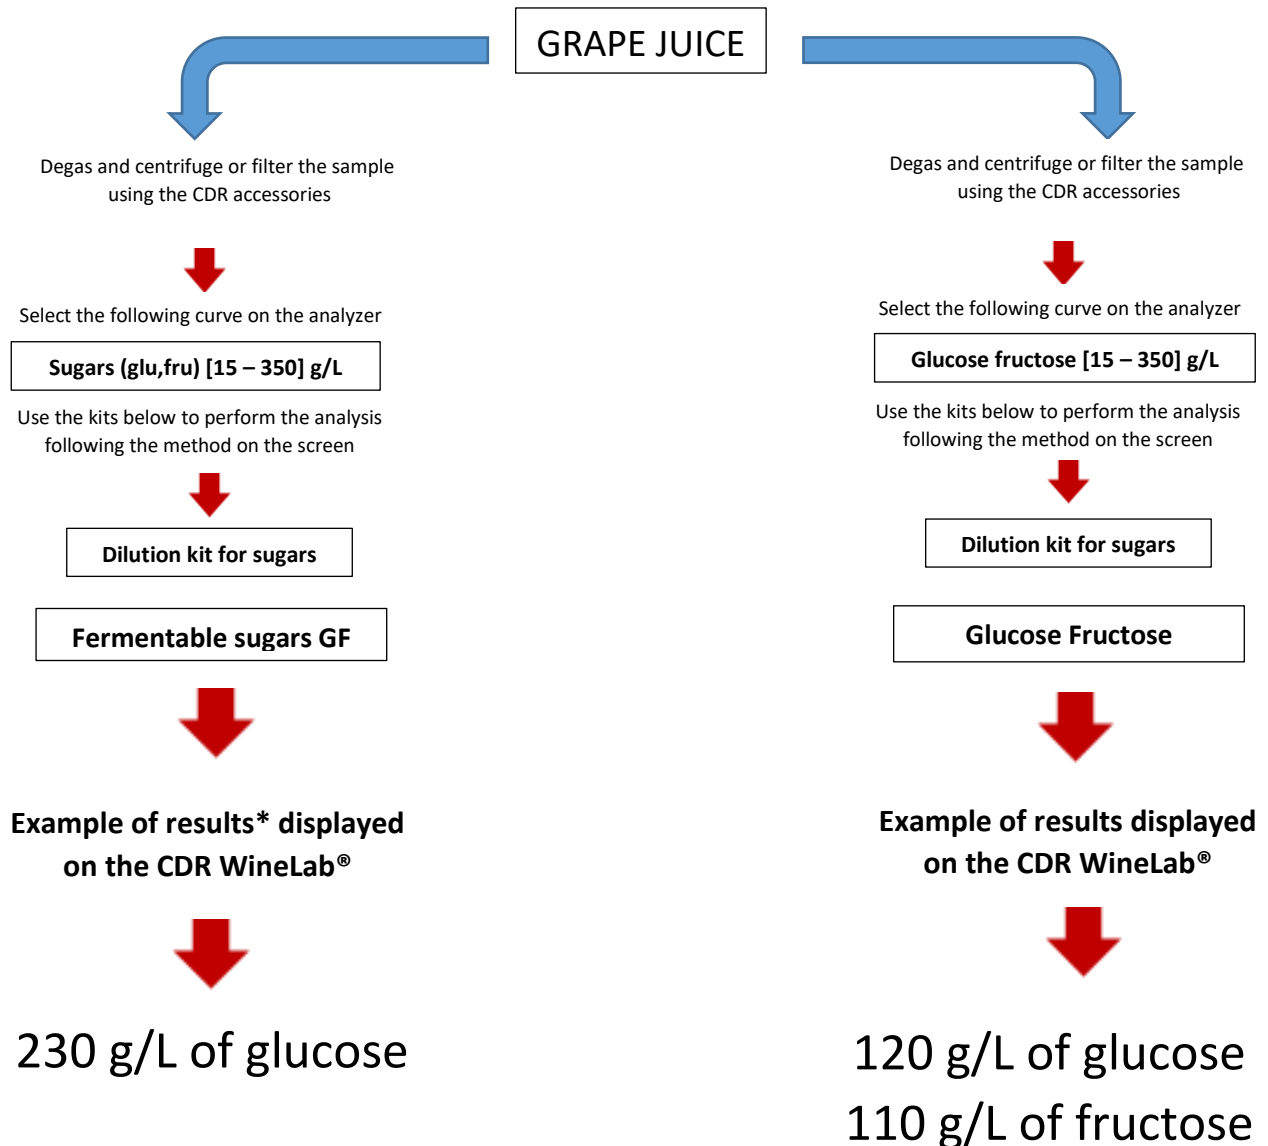 GRAPE JUICE
Degas and centrifuge or filter the sample
using the CDR accessories
Select the following curve on the analyzer
Sugars (glu,fru) [15 – 350] g/L
Use the kits below to perform the analysis
following the method on the screen
Dilution kit for sugars
Fermentable sugars GF
Example of results* displayed
on the CDR WineLab®
230 g/L of glucose
Degas and centrifuge or filter the sample
using the CDR accessories
Select the following curve on the analyzer
Glucose fructose [15 – 350] g/L
Use the kits below to perform the analysis
following the method on the screen
Dilution kit for sugars
Glucose Fructose
Example of results displayed
on the CDR WineLab®
120 g/L of glucose
110 g/L of fructose